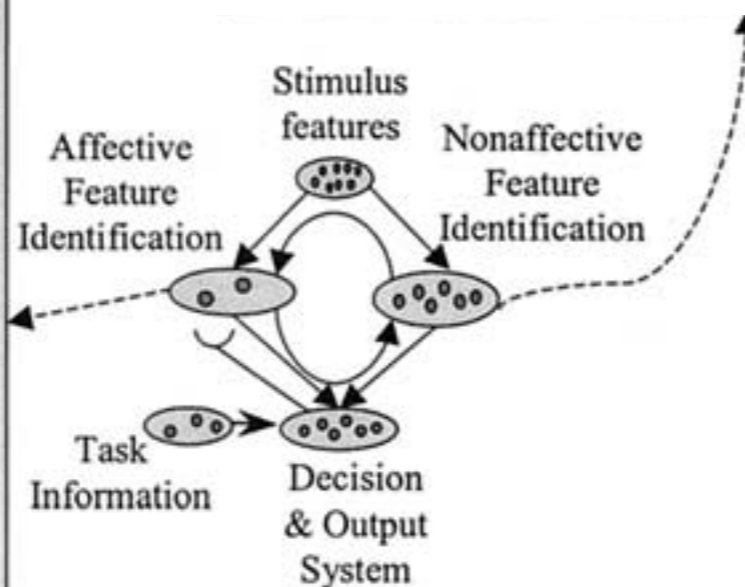 Stimulus
features
Affective
Feature
Identification
Nonaffective
Feature
Identification
Task
Information
Decision
& Output
System